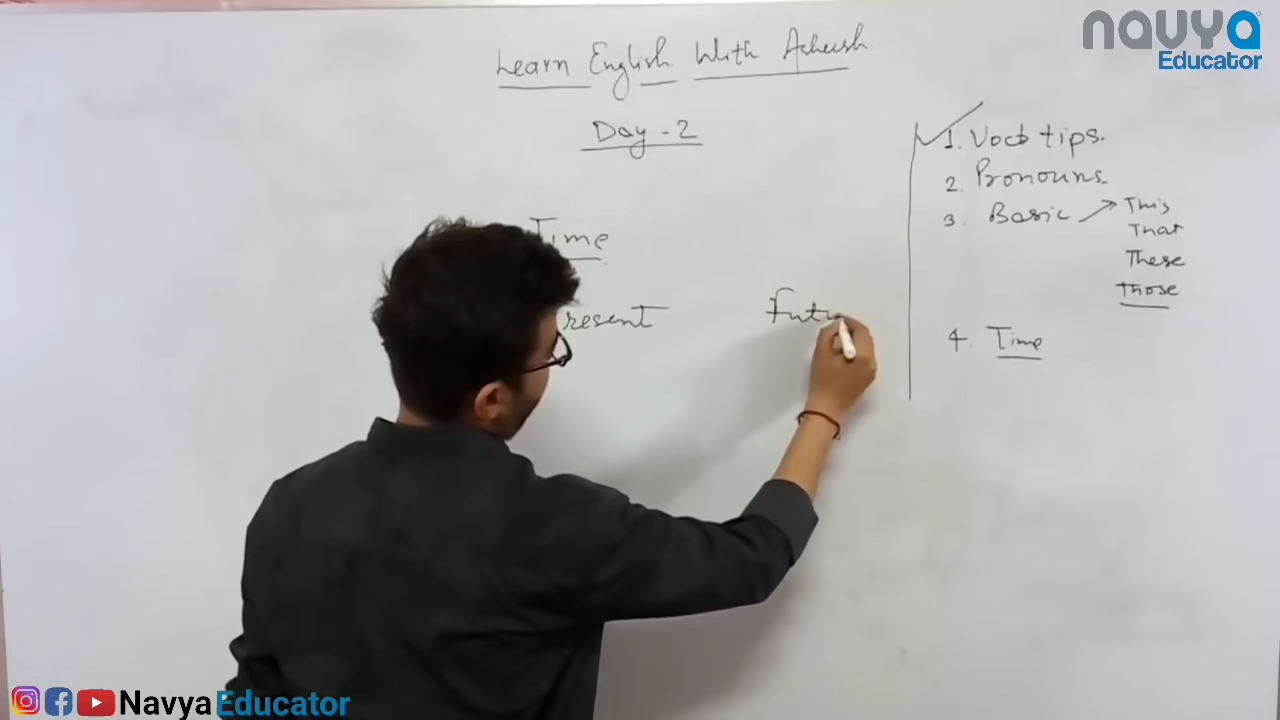 Learn English With Asheesh
Day - 2
Time
resent
Futu
1. Vocb tips.
2. Pronouns.
3 Basic → This
That
These
Those
4. Time
navya
Educator
Navya Educator